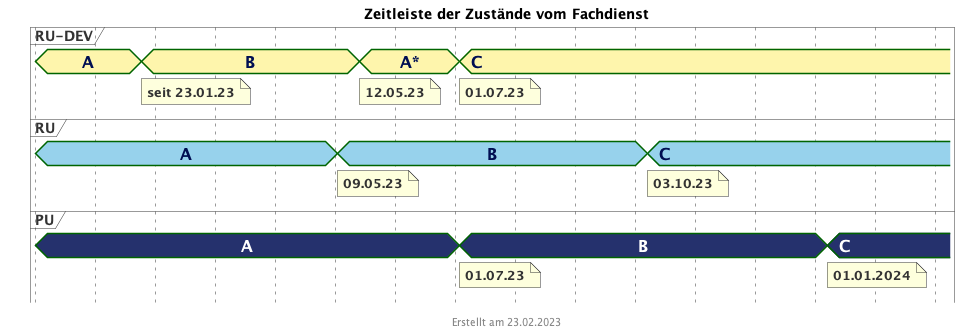 Zeitleiste der Zustände vom Fachdienst
RU-DEV
A B A* C
seit 23.01.23 12.05.23 01.07.23
RU
A B C
09.05.23 03.10.23
PU
A B C
01.07.23 01.01.2024
Erstellt am 23.02.2023